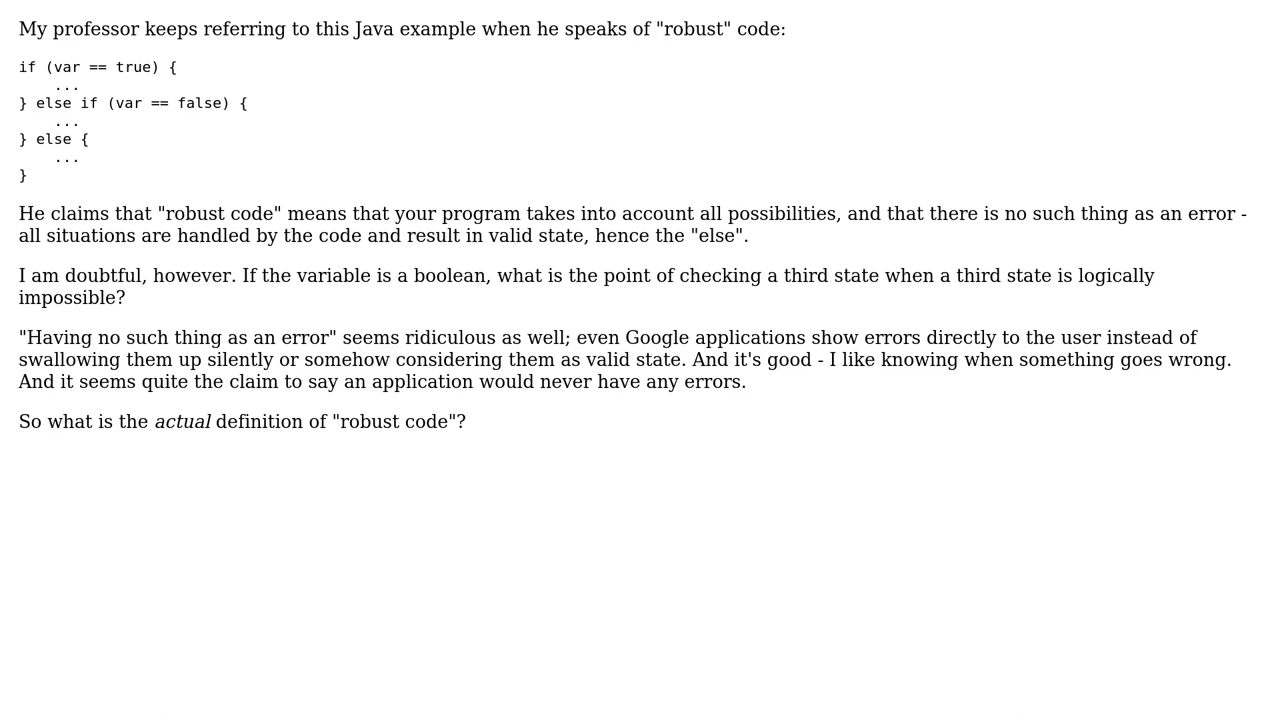 My professor keeps referring to this Java example when he speaks of "robust" code:
if (var == true) {
    ...
} else if (var == false) {
    ...
} else {
    ...
}
He claims that "robust code" means that your program takes into account all possibilities, and that there is no such thing as an error -
all situations are handled by the code and result in valid state, hence the "else".
I am doubtful, however. If the variable is a boolean, what is the point of checking a third state when a third state is logically
impossible?
"Having no such thing as an error" seems ridiculous as well; even Google applications show errors directly to the user instead of
swallowing them up silently or somehow considering them as valid state. And it's good - I like knowing when something goes wrong.
And it seems quite the claim to say an application would never have any errors.
So what is the actual definition of "robust code"?